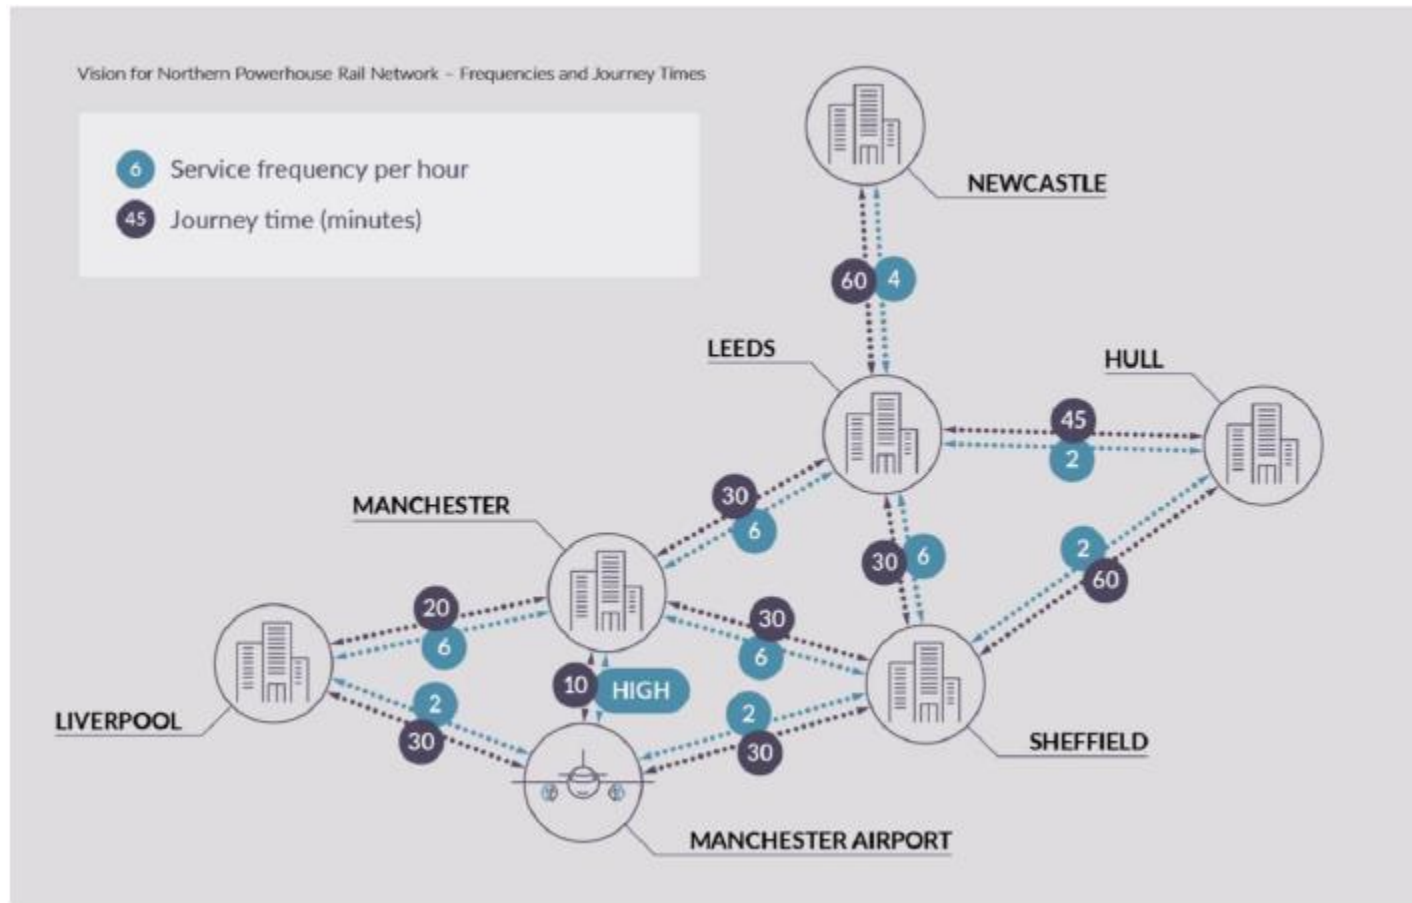 Vision for Northern Powerhouse Rail Network – Frequencies and Journey Times
6 Service frequency per hour
45 Journey time (minutes)
NEWCASTLE
60 4
LEEDS
HULL
45
2
30
6
MANCHESTER
30 6
2
60
20
6
30
6
10 HIGH
2
30
2
30
LIVERPOOL
SHEFFIELD
MANCHESTER AIRPORT